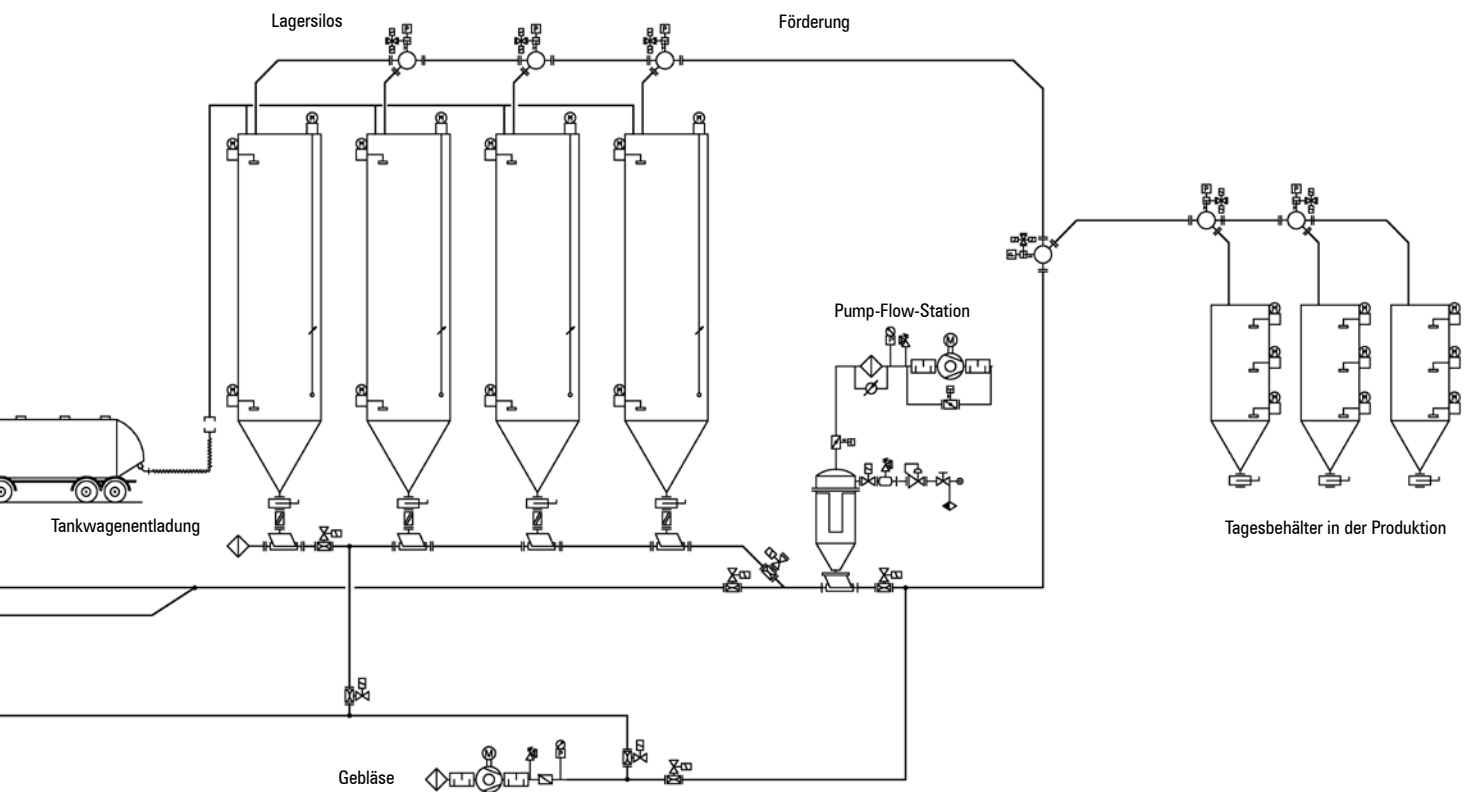 Lagersilos
Förderung
Pump-Flow-Station
Tankwagenentladung
Tagesbehälter in der Produktion
Gebläse